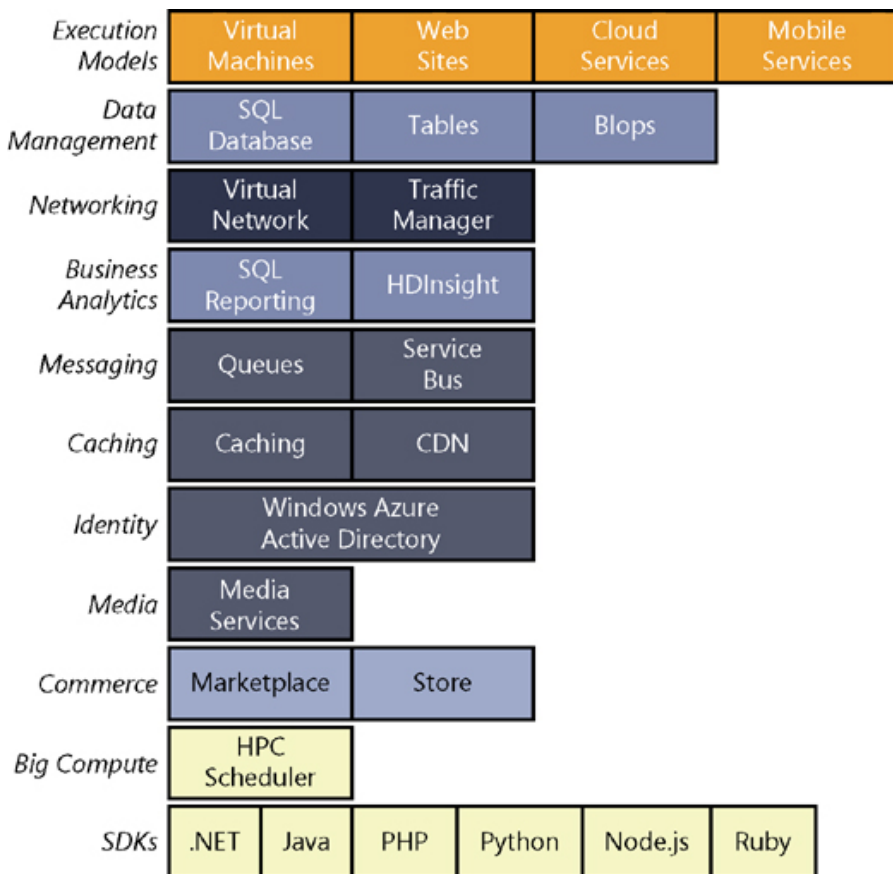 Execution
Models
Virtual
Machines
Web
Sites
Cloud
Services
Mobile
Services
Data
Management
SQL
Database
Tables
Blops
Networking
Virtual
Network
Traffic
Manager
Business
Analytics
SQL
Reporting
HDInsight
Messaging
Queues
Service
Bus
Caching
Caching
CDN
Identity
Windows Azure
Active Directory
Media
Media
Services
Commerce
Marketplace
Store
Big Compute
HPC
Scheduler
SDKs
.NET
Java
PHP
Python
Node.js
Ruby